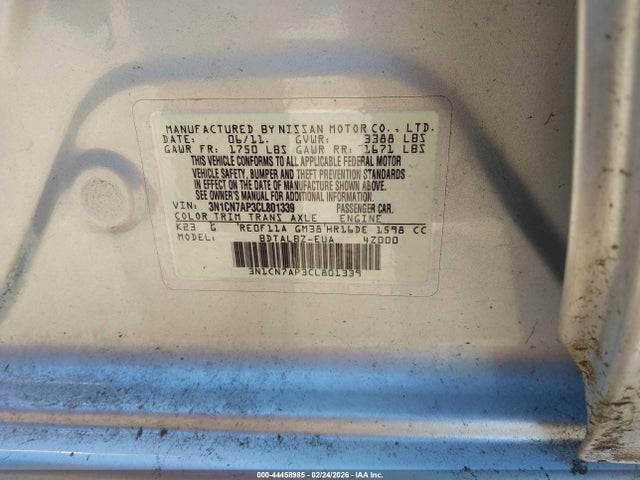 MANUFACTURED BY NISSAN MOTOR CO., LTD.
DATE: 06/11. GVWR: 3388 LBS
GAWR FR: 1750 LBS GAWR RR: 1671 LBS
THIS VEHICLE CONFORMS TO ALL APPLICABLE FEDERAL MOTOR
VEHICLE SAFETY, BUMPER AND THEFT PREVENTION STANDARDS
IN EFFECT ON THE DATE OF MANUFACTURE SHOWN ABOVE.
SEE OWNER'S MANUAL FOR ADDITIONAL INFORMATION
VIN: 3N1CN7AP3CL801339 PASSENGER CAR.
COLOR TRIM TRANS AXLE ENGINE
K23 G RE0F11A GM38 HR16DE 1598 CC
MODEL: BDTALBZ-EUA 4Z000
3N1CN7AP3CL801339
000-44458985 - 02/24/2026 - IAA Inc.